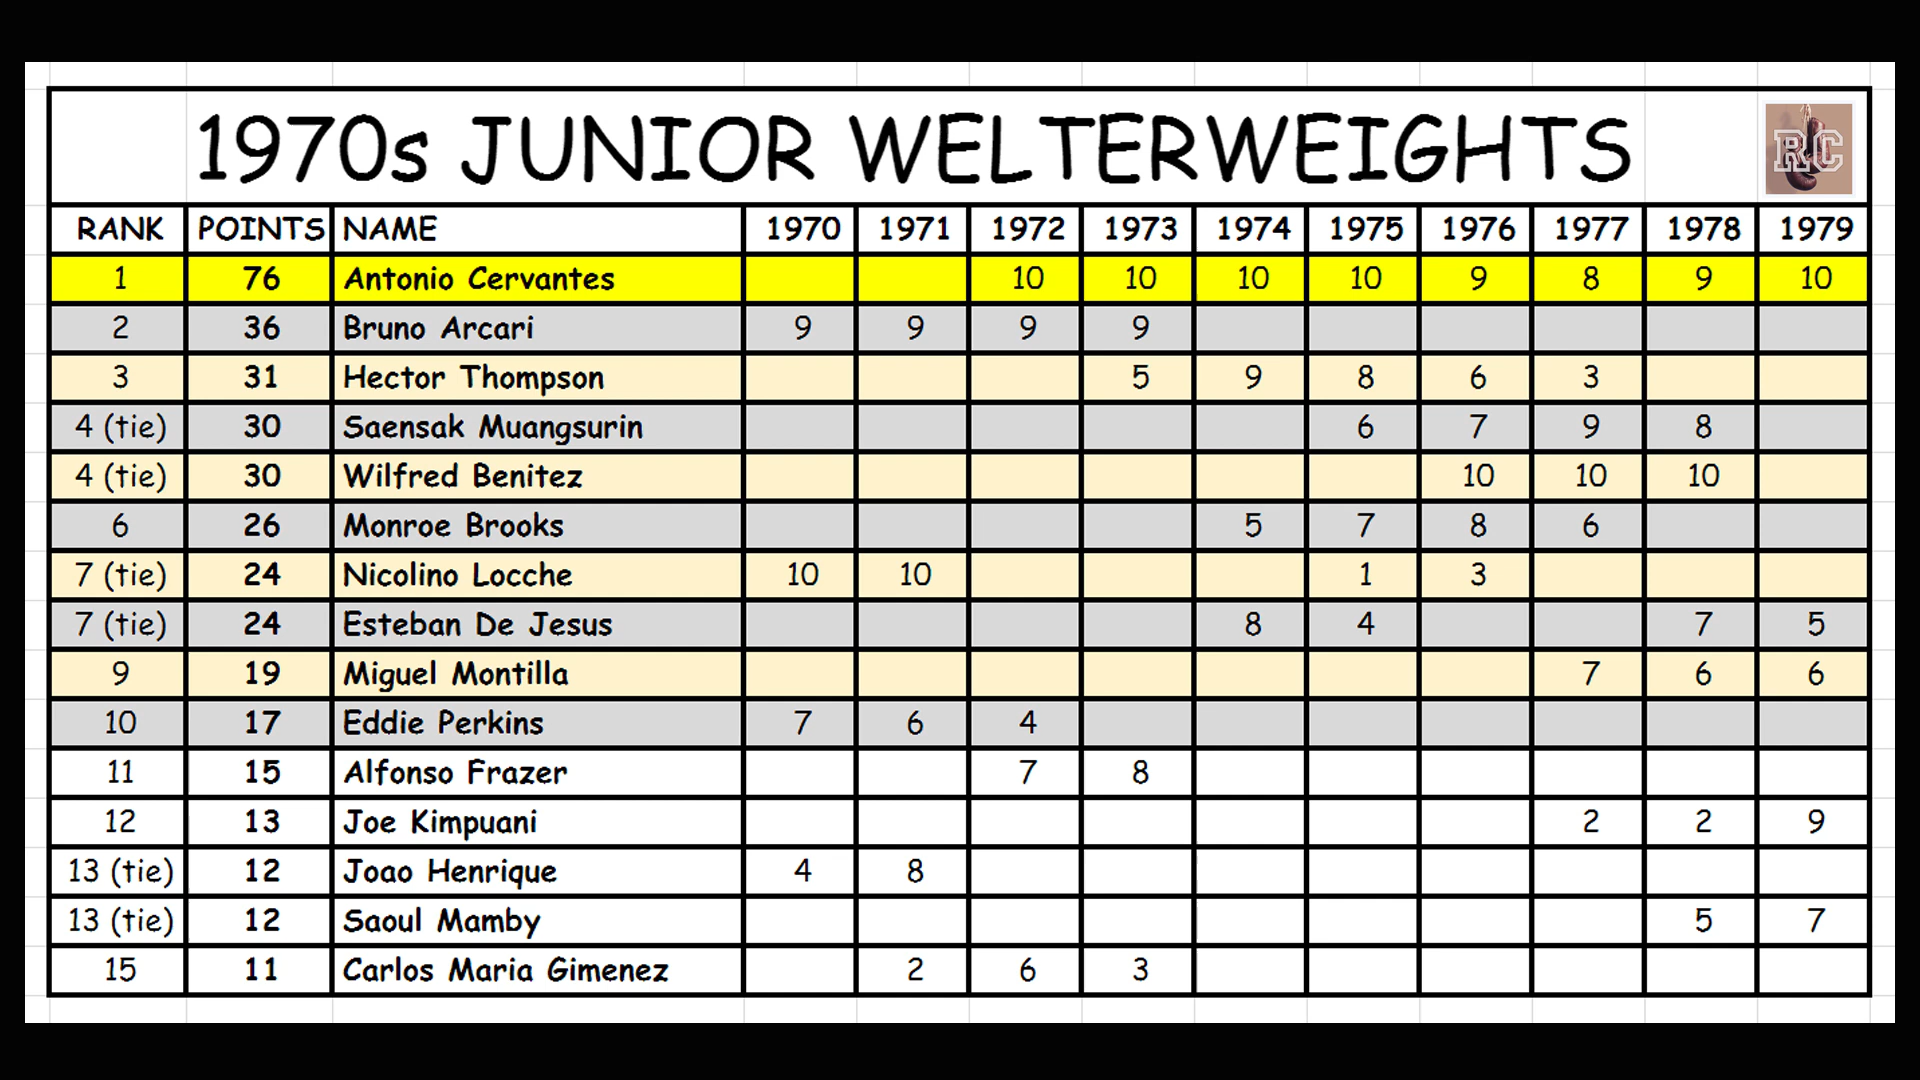 1970s JUNIOR WELTERWEIGHTS RC
RANK POINTS NAME 1970 1971 1972 1973 1974 1975 1976 1977 1978 1979
1 76 Antonio Cervantes 10 10 10 10 9 8 9 10
2 36 Bruno Arcari 9 9 9 9
3 31 Hector Thompson 5 9 8 6 3
4 (tie) 30 Saensak Muangsurin 6 7 9 8
4 (tie) 30 Wilfred Benitez 10 10 10
6 26 Monroe Brooks 5 7 8 6
7 (tie) 24 Nicolino Locche 10 10 1 3
7 (tie) 24 Esteban De Jesus 8 4 7 5
9 19 Miguel Montilla 7 6 6
10 17 Eddie Perkins 7 6 4
11 15 Alfonso Frazer 7 8
12 13 Joe Kimpuani 2 2 9
13 (tie) 12 Joao Henrique 4 8
13 (tie) 12 Saoul Mamby 5 7
15 11 Carlos Maria Gimenez 2 6 3